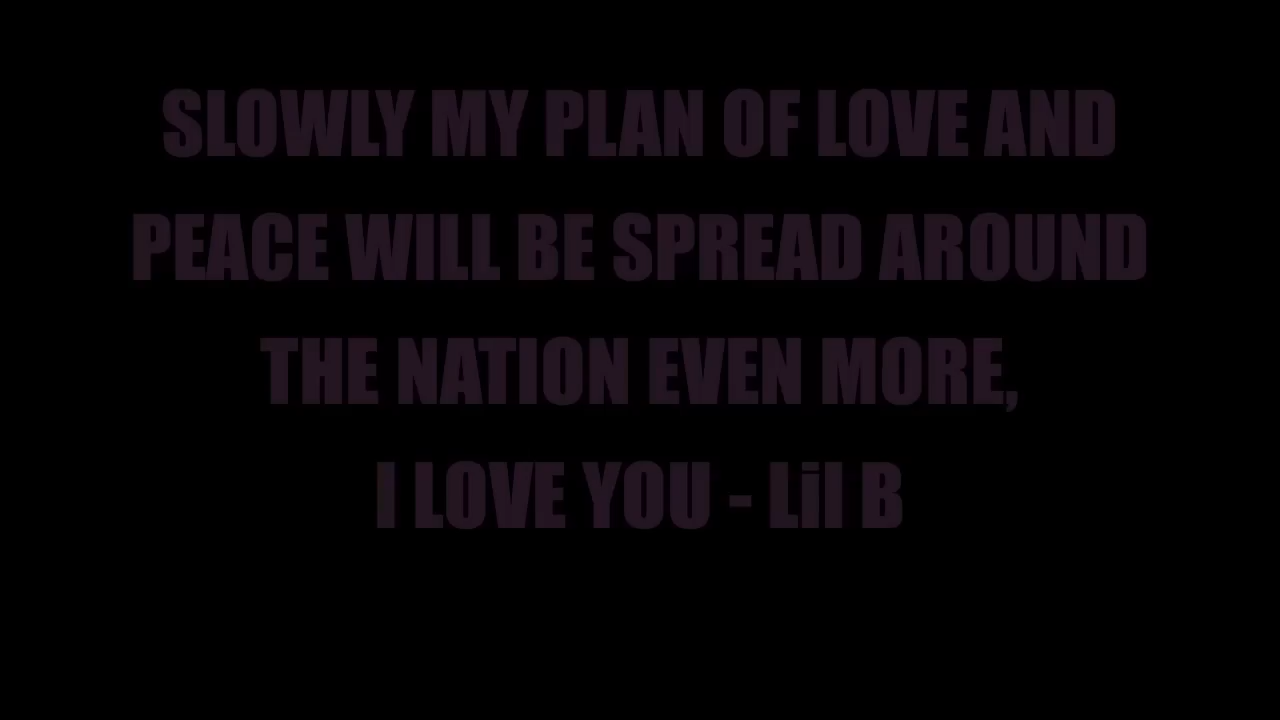 SLOWLY MY PLAN OF LOVE AND
PEACE WILL BE SPREAD AROUND
THE NATION EVEN MORE,
I LOVE YOU - Lil B